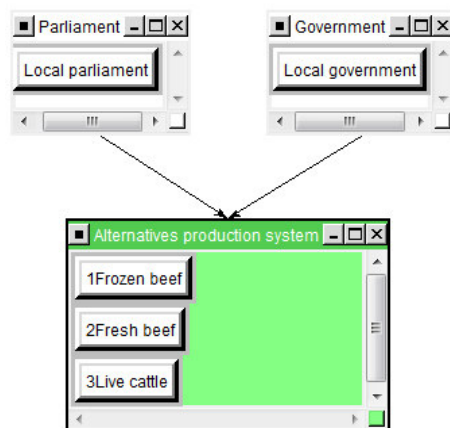 Parliament
Local parliament
Government
Local government
Alternatives production system
1Frozen beef
2Fresh beef
3Live cattle